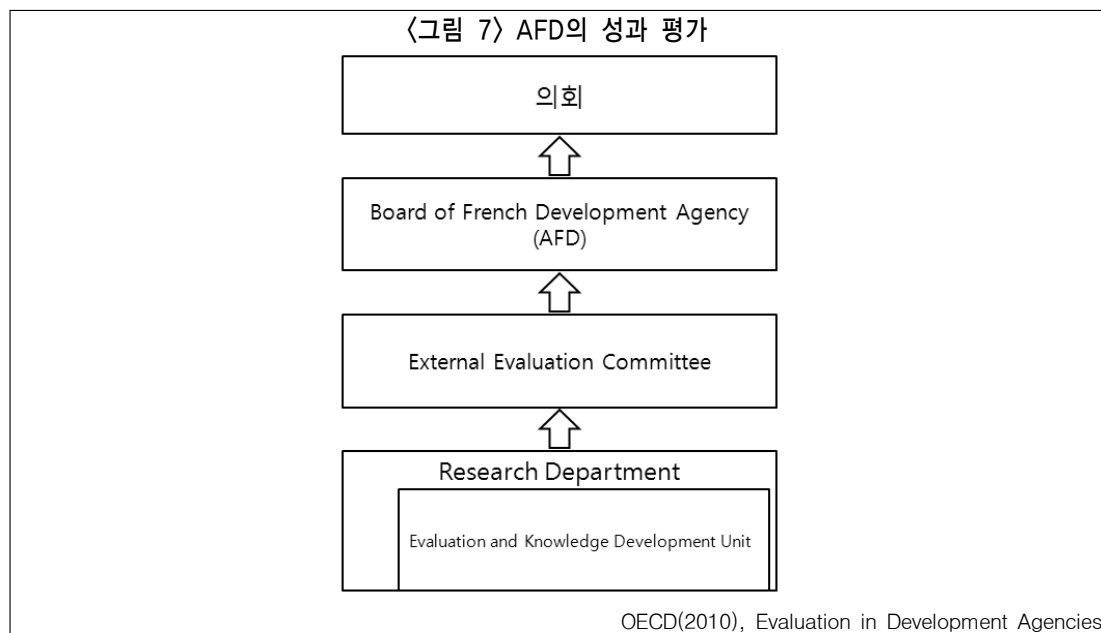 〈그림 7〉 AFD의 성과 평가
의회
Board of French Development Agency
(AFD)
External Evaluation Committee
Research Department
Evaluation and Knowledge Development Unit
OECD(2010), Evaluation in Development Agencies